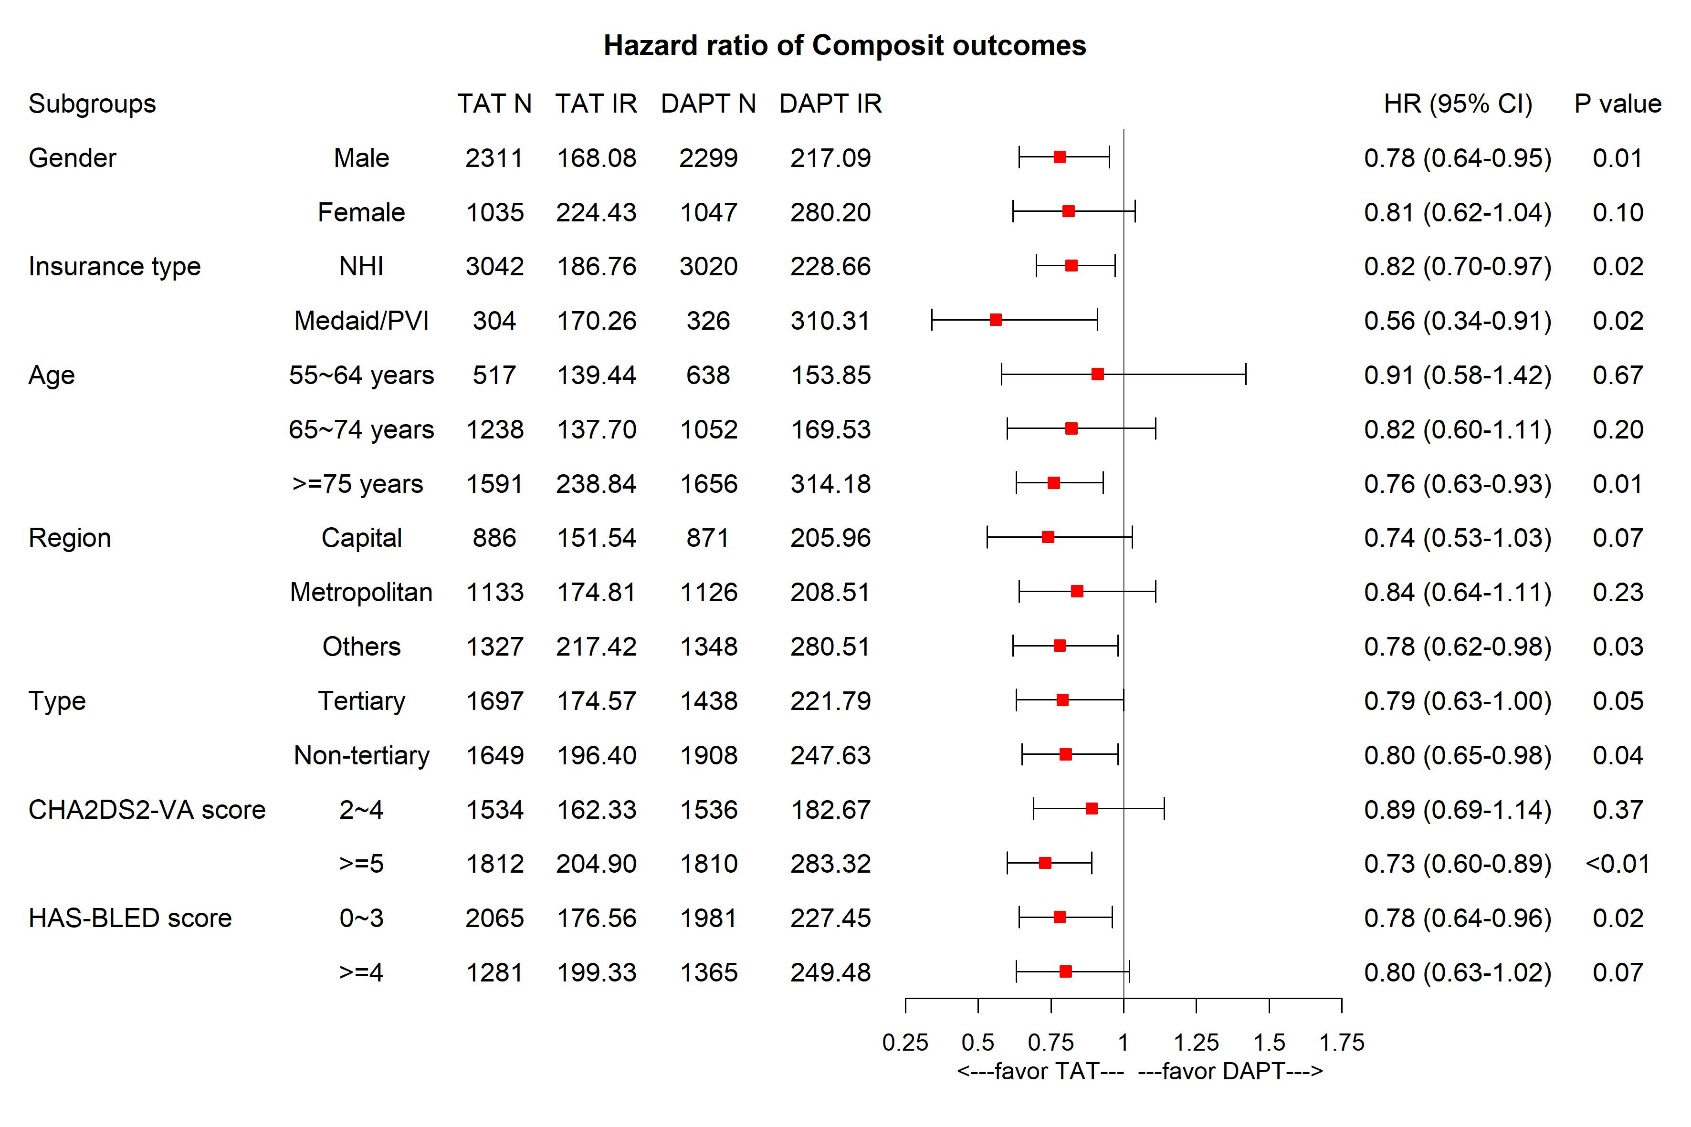 Hazard ratio of Composit outcomes
Subgroups TAT N TAT IR DAPT N DAPT IR HR (95% CI) P value
Gender Male 2311 168.08 2299 217.09 0.78 (0.64-0.95) 0.01
Female 1035 224.43 1047 280.20 0.81 (0.62-1.04) 0.10
Insurance type NHI 3042 186.76 3020 228.66 0.82 (0.70-0.97) 0.02
Medaid/PVI 304 170.26 326 310.31 0.56 (0.34-0.91) 0.02
Age 55~64 years 517 139.44 638 153.85 0.91 (0.58-1.42) 0.67
65~74 years 1238 137.70 1052 169.53 0.82 (0.60-1.11) 0.20
>=75 years 1591 238.84 1656 314.18 0.76 (0.63-0.93) 0.01
Region Capital 886 151.54 871 205.96 0.74 (0.53-1.03) 0.07
Metropolitan 1133 174.81 1126 208.51 0.84 (0.64-1.11) 0.23
Others 1327 217.42 1348 280.51 0.78 (0.62-0.98) 0.03
Type Tertiary 1697 174.57 1438 221.79 0.79 (0.63-1.00) 0.05
Non-tertiary 1649 196.40 1908 247.63 0.80 (0.65-0.98) 0.04
CHA2DS2-VA score 2~4 1534 162.33 1536 182.67 0.89 (0.69-1.14) 0.37
>=5 1812 204.90 1810 283.32 0.73 (0.60-0.89) <0.01
HAS-BLED score 0~3 2065 176.56 1981 227.45 0.78 (0.64-0.96) 0.02
>=4 1281 199.33 1365 249.48 0.80 (0.63-1.02) 0.07
0.25 0.5 0.75 1 1.25 1.5 1.75
<---favor TAT--- ---favor DAPT--->